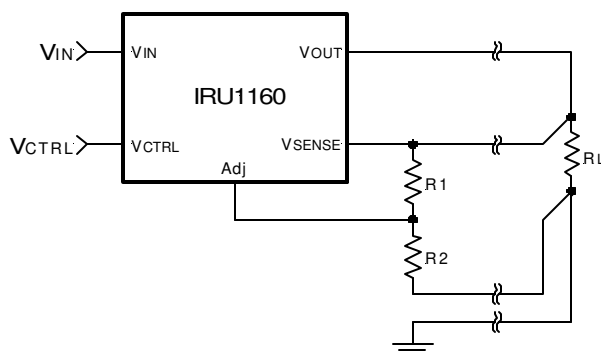 VIN
VIN
VOUT
IRU1160
VCTRL
VCTRL
VSENSE
Adj
R1
RL
R2